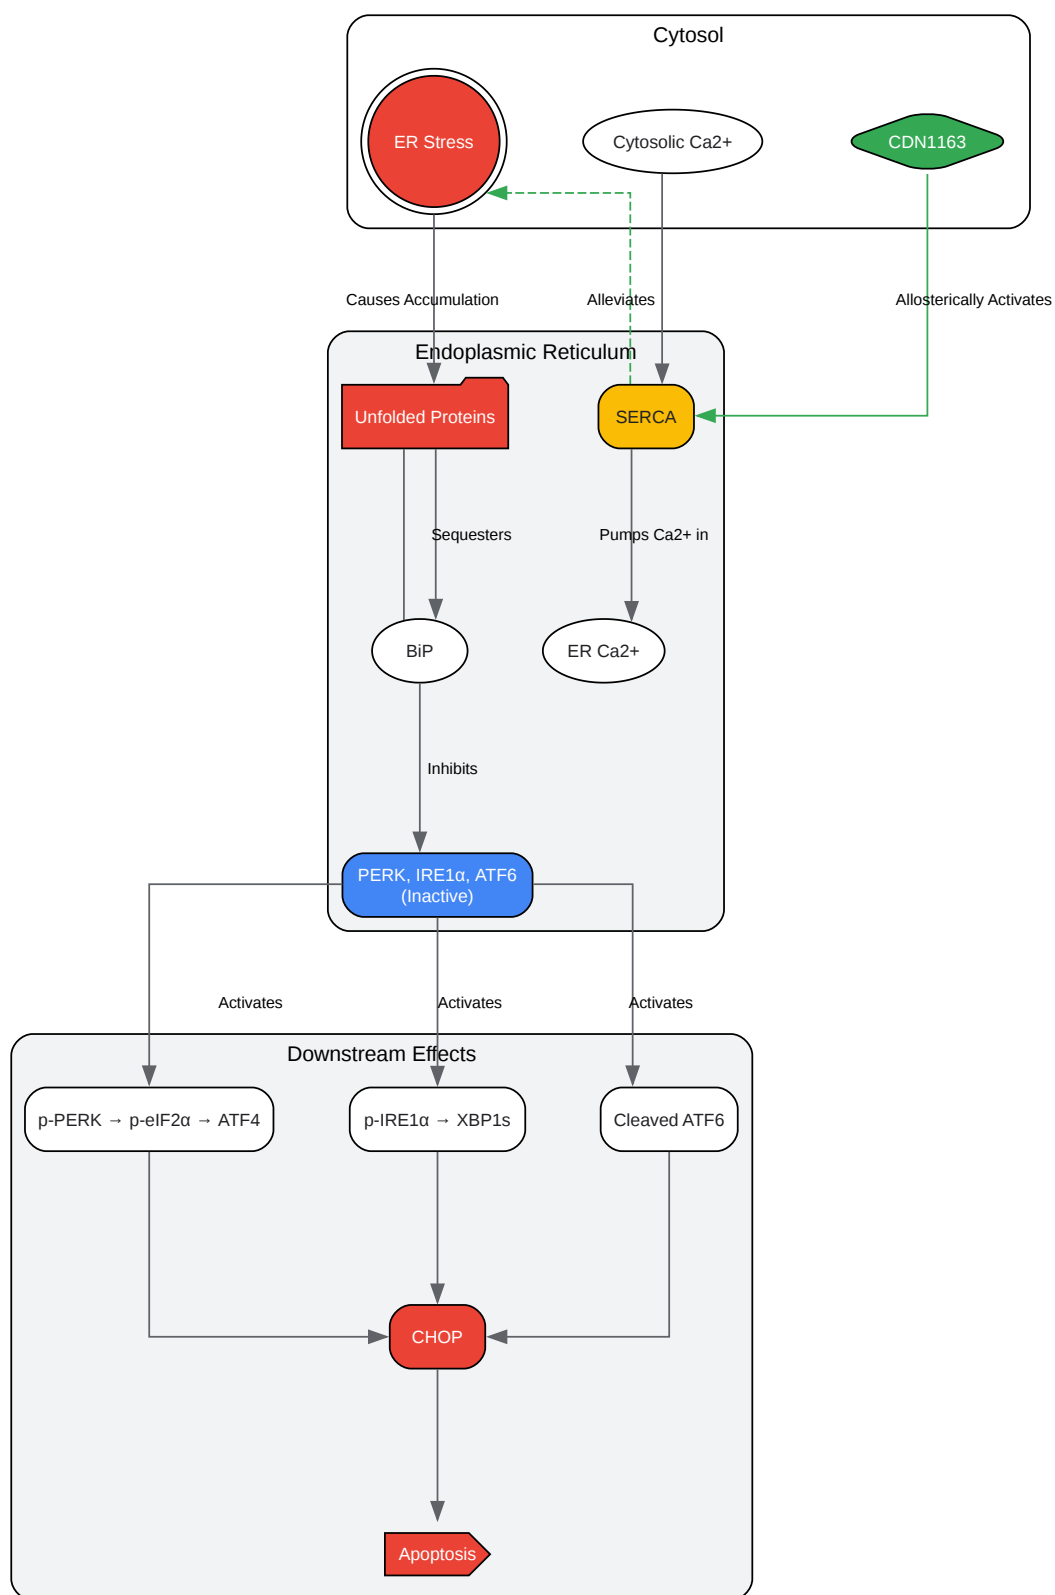 Cytosol
ER Stress
Cytosolic Ca2+
CDN1163
Causes Accumulation
Alleviates
Allosterically Activates
Endoplasmic Reticulum
Unfolded Proteins
SERCA
Sequesters
Pumps Ca2+ in
BiP
ER Ca2+
Inhibits
PERK, IRE1α, ATF6
(Inactive)
Activates
Activates
Activates
Downstream Effects
p-PERK → p-eIF2α → ATF4
p-IRE1α → XBP1s
Cleaved ATF6
CHOP
Apoptosis